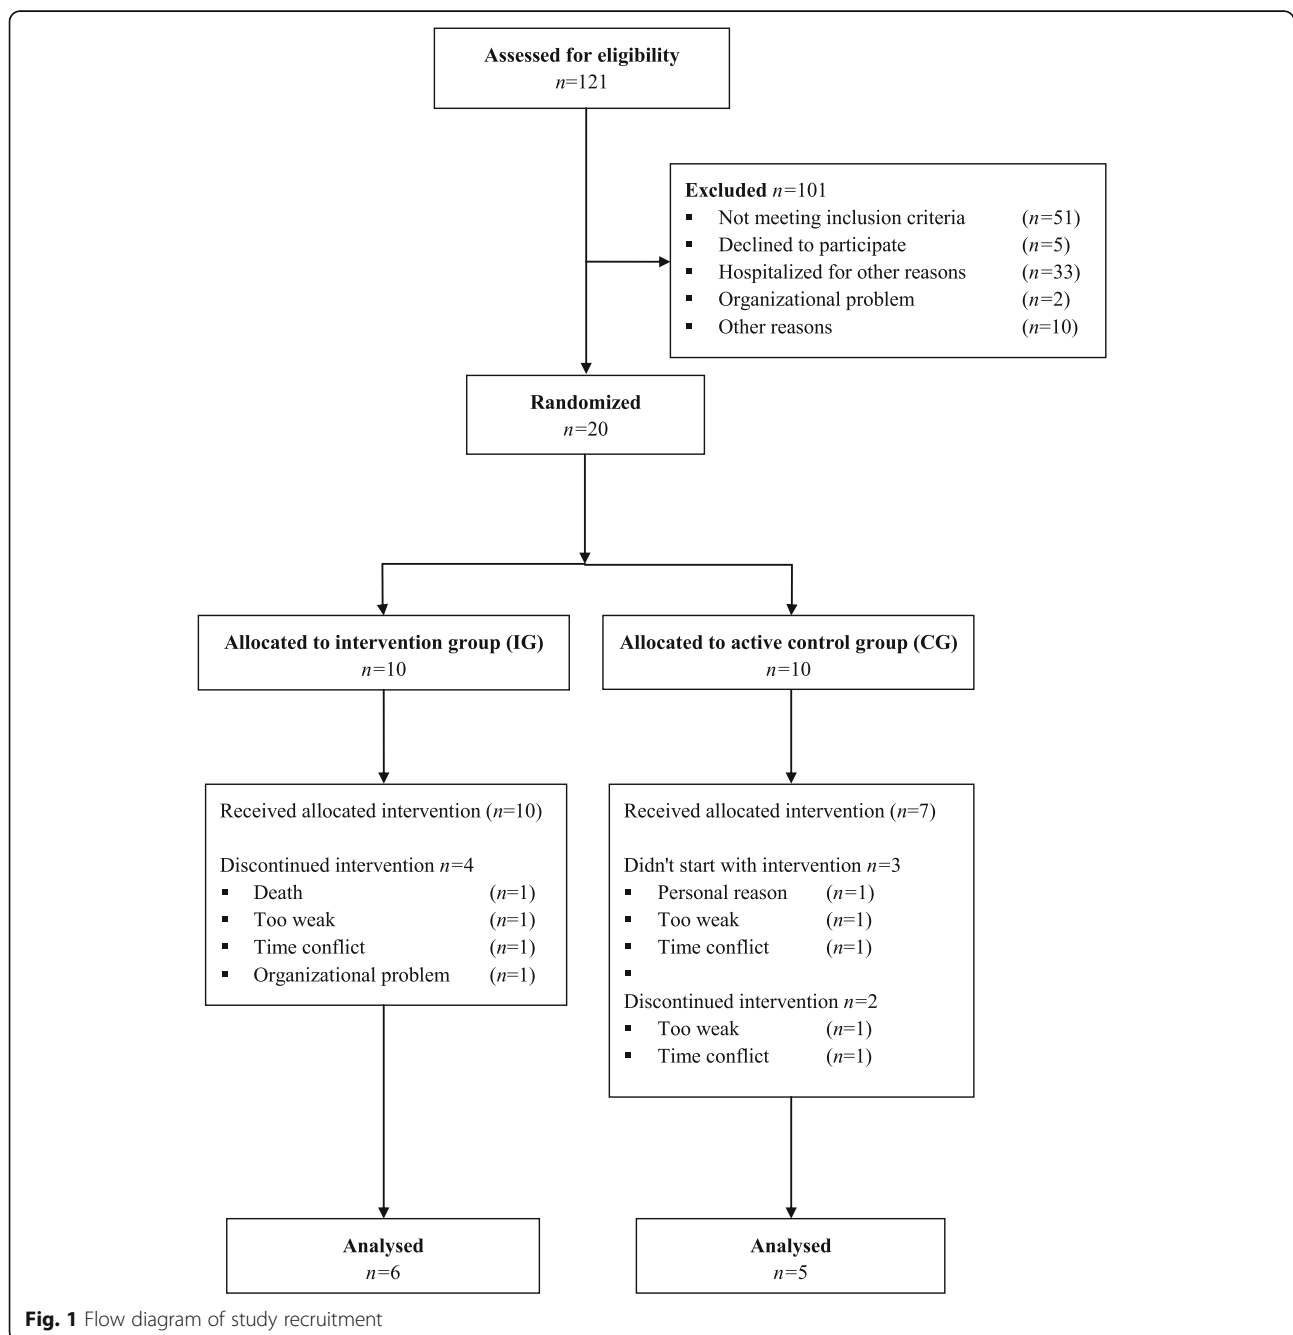 Assessed for eligibility
n=121
Excluded n=101
▪ Not meeting inclusion criteria (n=51)
▪ Declined to participate (n=5)
▪ Hospitalized for other reasons (n=33)
▪ Organizational problem (n=2)
▪ Other reasons (n=10)
Randomized
n=20
Allocated to intervention group (IG)
n=10
Allocated to active control group (CG)
n=10
Received allocated intervention (n=10)
Discontinued intervention n=4
▪ Death (n=1)
▪ Too weak (n=1)
▪ Time conflict (n=1)
▪ Organizational problem (n=1)
Received allocated intervention (n=7)
Didn't start with intervention n=3
▪ Personal reason (n=1)
▪ Too weak (n=1)
▪ Time conflict (n=1)
▪
Discontinued intervention n=2
▪ Too weak (n=1)
▪ Time conflict (n=1)
Analysed
n=6
Analysed
n=5
Fig. 1 Flow diagram of study recruitment